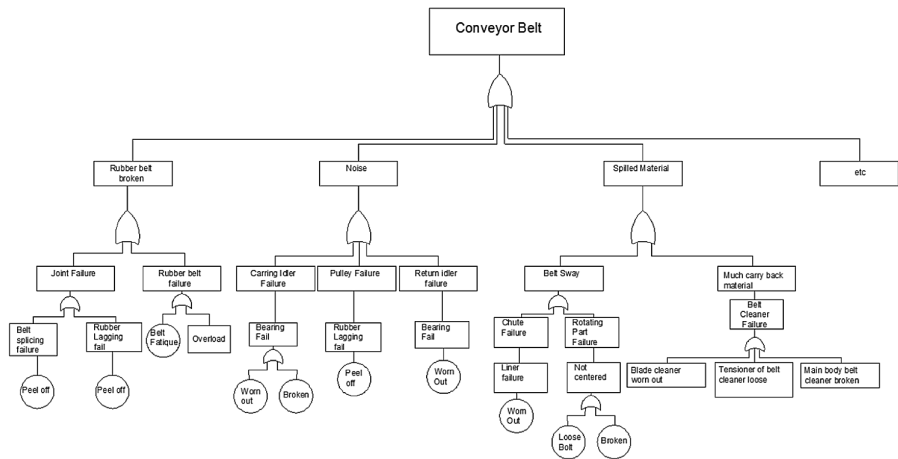 Conveyor Belt
Rubber belt
broken
Noise
Spilled Material
etc
Joint Failure
Rubber belt
failure
Carring Idler
Failure
Pulley Failure
Return idler
failure
Belt Sway
Much carry back
material
Belt
splicing
failure
Rubber
Lagging
fail
Belt
Fatique
Overload
Bearing
Fail
Rubber
Lagging
fail
Bearing
Fail
Chute
Failure
Rotating
Part
Failure
Belt
Cleaner
Failure
Peel off
Peel off
Worn
out
Broken
Peel
off
Worn
Out
Liner
failure
Not
centered
Blade cleaner
worn out
Tensioner of belt
cleaner loose
Main body belt
cleaner broken
Worn
Out
Loose
Bolt
Broken